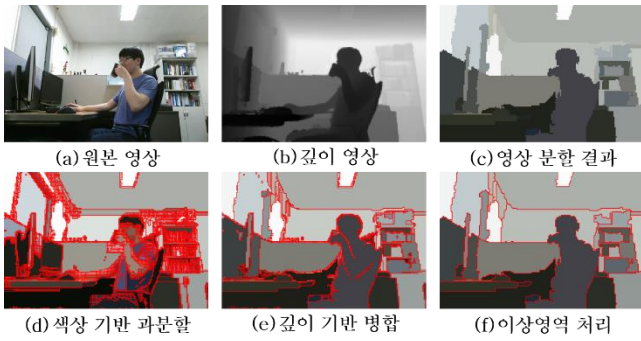 (a)원본 영상
(b)깊이 영상
(c)영상 분할 결과
(d)색상 기반 과분할
(e)깊이 기반 병합
(f)이상영역 처리